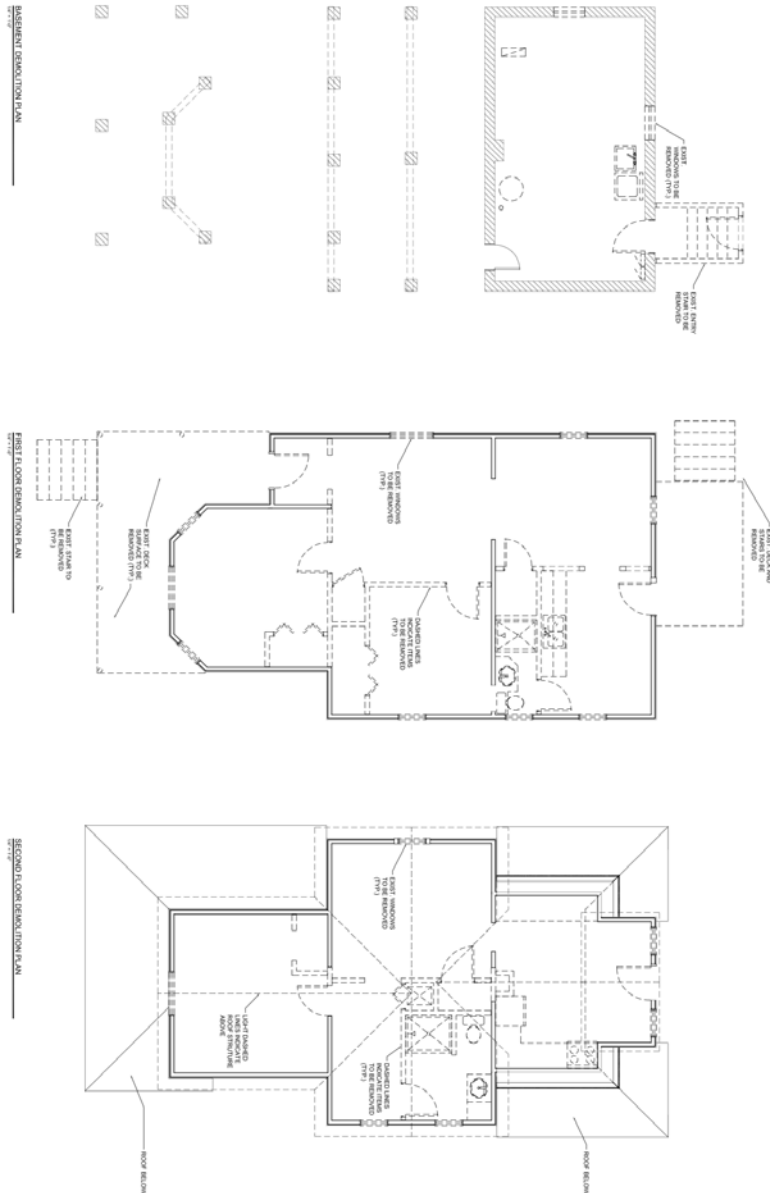 BASEMENT DEMOLITION PLAN
EXIST.
WINDOWS TO BE
REMOVED (TYP.)
EXIST. ENTRY
STAIR TO BE
REMOVED
FIRST FLOOR DEMOLITION PLAN
EXIST. STAIR TO
BE REMOVED
(TYP.)
EXIST. DECK
SURFACE TO BE
REMOVED (TYP.)
EXIST. WINDOWS
TO BE REMOVED
(TYP.)
DASHED LINES
INDICATE ITEMS
TO BE REMOVED
(TYP.)
EXIST. DECK AND
STAIRS TO BE
REMOVED
SECOND FLOOR DEMOLITION PLAN
EXIST. WINDOWS
TO BE REMOVED
(TYP.)
LIGHT DASHED
LINES INDICATE
ROOF STRUTURE
ABOVE
DASHED LINES
INDICATE ITEMS
TO BE REMOVED
(TYP.)
ROOF BELOW
ROOF BELOW